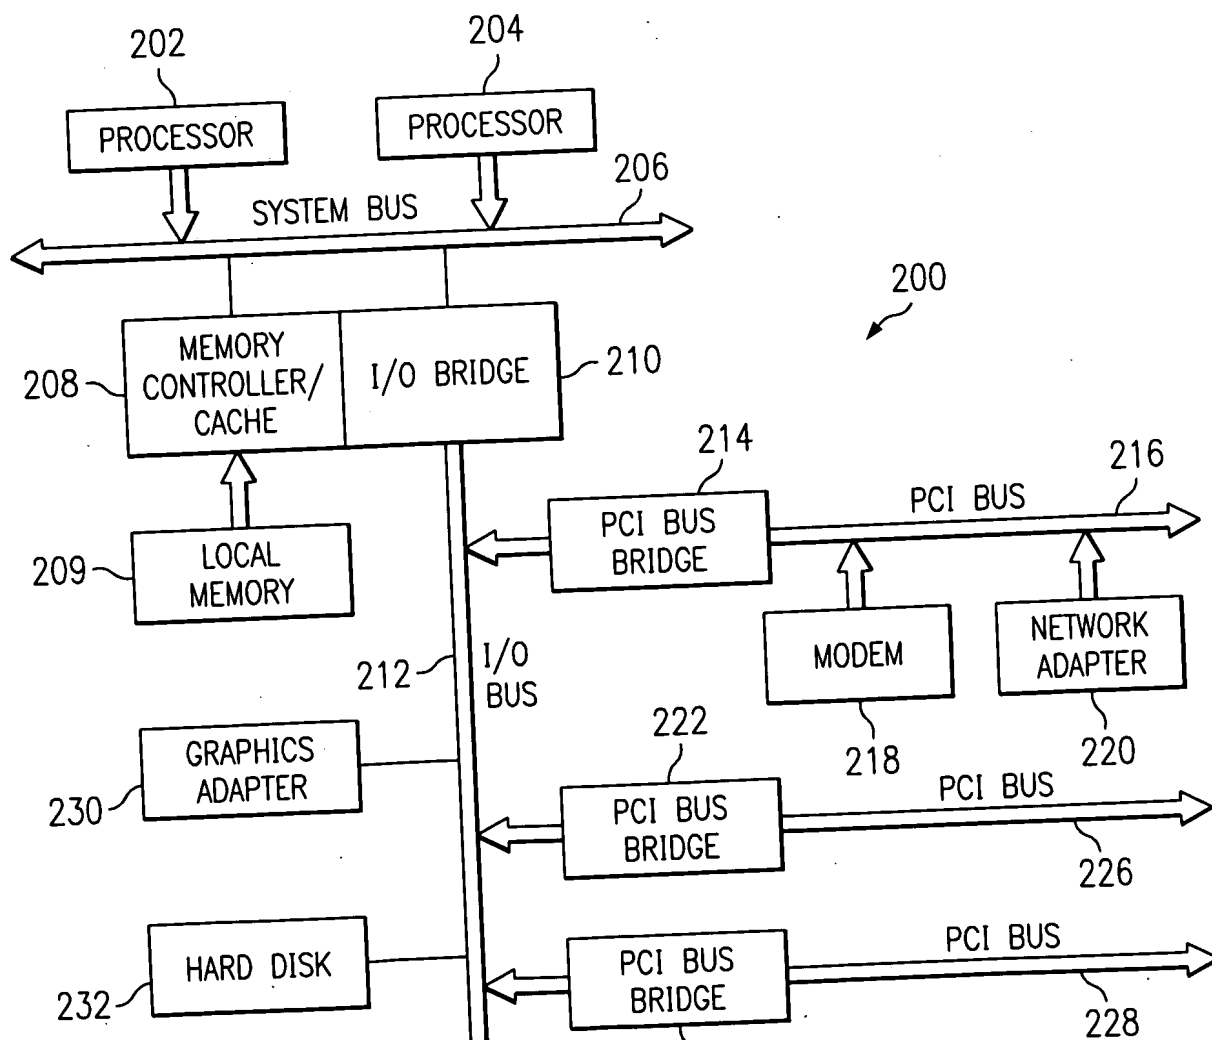 202
204
PROCESSOR
PROCESSOR
206
SYSTEM BUS
200
MEMORY
CONTROLLER/
CACHE
I/O BRIDGE
208
210
214
216
PCI BUS
PCI BUS
BRIDGE
LOCAL
MEMORY
209
MODEM
NETWORK
ADAPTER
212
I/O
BUS
218
220
222
GRAPHICS
ADAPTER
230
PCI BUS
BRIDGE
PCI BUS
226
HARD DISK
232
PCI BUS
BRIDGE
PCI BUS
228